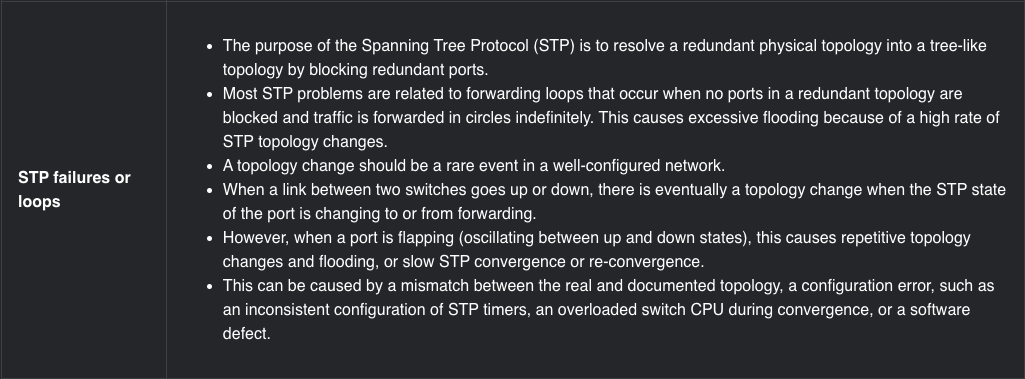 STP failures or
loops
• The purpose of the Spanning Tree Protocol (STP) is to resolve a redundant physical topology into a tree-like
topology by blocking redundant ports.
• Most STP problems are related to forwarding loops that occur when no ports in a redundant topology are
blocked and traffic is forwarded in circles indefinitely. This causes excessive flooding because of a high rate of
STP topology changes.
• A topology change should be a rare event in a well-configured network.
• When a link between two switches goes up or down, there is eventually a topology change when the STP state
of the port is changing to or from forwarding.
• However, when a port is flapping (oscillating between up and down states), this causes repetitive topology
changes and flooding, or slow STP convergence or re-convergence.
• This can be caused by a mismatch between the real and documented topology, a configuration error, such as
an inconsistent configuration of STP timers, an overloaded switch CPU during convergence, or a software
defect.